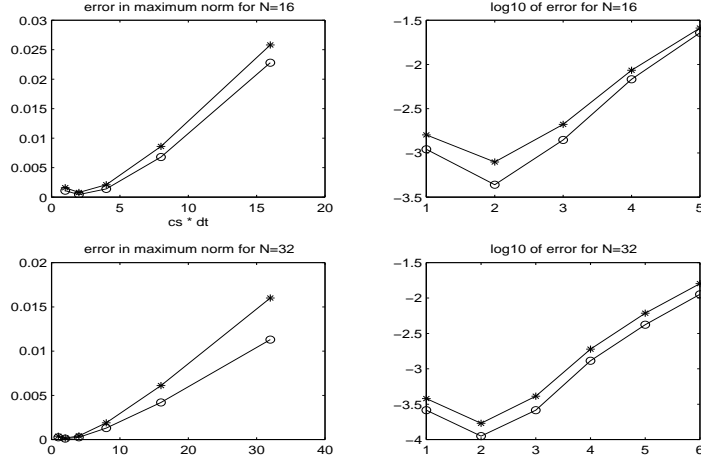 error in maximum norm for N=16
0.03
0.025
0.02
0.015
0.01
0.005
0
0 5 10 15 20
cs * dt
log10 of error for N=16
−1.5
−2
−2.5
−3
−3.5
1 2 3 4 5
error in maximum norm for N=32
0.02
0.015
0.01
0.005
0
0 10 20 30 40
log10 of error for N=32
−1.5
−2
−2.5
−3
−3.5
−4
1 2 3 4 5 6